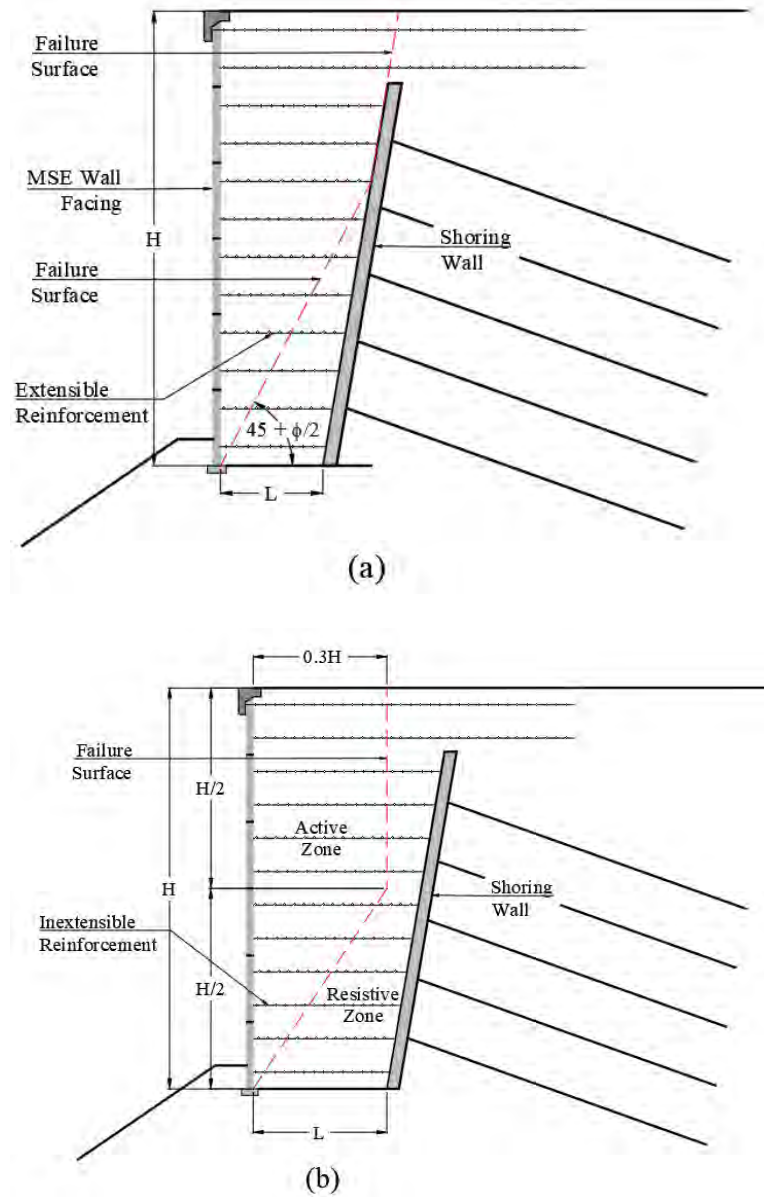 Failure
Surface
MSE Wall
Facing
H
Shoring
Wall
Failure
Surface
Extensible
Reinforcement
45 + ϕ/2
L
(a)
0.3H
Failure
Surface
H/2
Active
Zone
H
Shoring
Wall
Inextensible
Reinforcement
H/2
Resistive
Zone
L
(b)